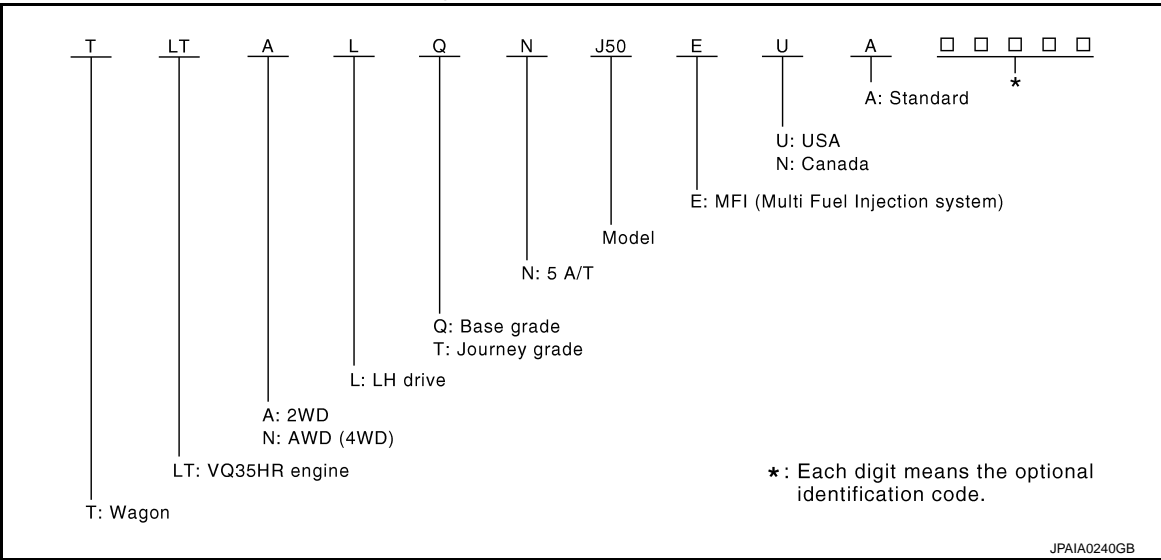 T LT A L Q N J50 E U A □ □ □ □ □
*
A: Standard
U: USA
N: Canada
E: MFI (Multi Fuel Injection system)
Model
N: 5 A/T
Q: Base grade
T: Journey grade
L: LH drive
A: 2WD
N: AWD (4WD)
LT: VQ35HR engine
T: Wagon
*: Each digit means the optional
identification code.
JPAIA0240GB